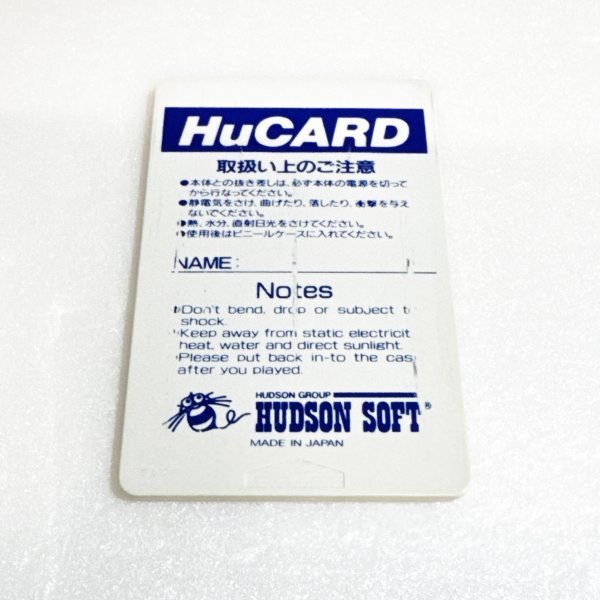 HuCARD
取扱い上のご注意
●本体との抜き差しは、必ず本体の電源を切って
から行なってください。
●静電気をさけ、曲げたり、落したり、衝撃を与え
ないでください。
●熱、水分、直射日光をさけてください。
●使用後はビニールケースに入れてください。
NAME:
Notes
●Don't bend, drop or subject t
shock.
●Keep away from static electricit
heat, water and direct sunlight.
●Please put back in-to the cas
after you played.
HUDSON GROUP
HUDSON SOFT®
MADE IN JAPAN